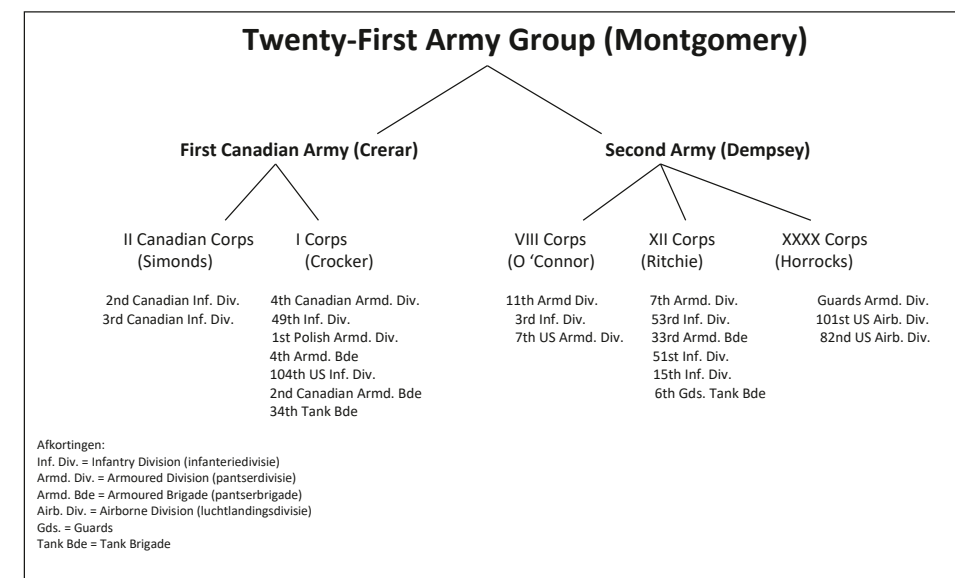 Twenty-First Army Group (Montgomery)
First Canadian Army (Crerar)
Second Army (Dempsey)
II Canadian Corps
(Simonds)
I Corps
(Crocker)
VIII Corps
(O 'Connor)
XII Corps
(Ritchie)
XXXX Corps
(Horrocks)
2nd Canadian Inf. Div.
3rd Canadian Inf. Div.
4th Canadian Armd. Div.
49th Inf. Div.
1st Polish Armd. Div.
4th Armd. Bde
104th US Inf. Div.
2nd Canadian Armd. Bde
34th Tank Bde
11th Armd Div.
3rd Inf. Div.
7th US Armd. Div.
7th Armd. Div.
53rd Inf. Div.
33rd Armd. Bde
51st Inf. Div.
15th Inf. Div.
6th Gds. Tank Bde
Guards Armd. Div.
101st US Airb. Div.
82nd US Airb. Div.
Afkortingen:
Inf. Div. = Infantry Division (infanteriedivisie)
Armd. Div. = Armoured Division (pantserdivisie)
Armd. Bde = Armoured Brigade (pantserbrigade)
Airb. Div. = Airborne Division (luchtlandingsdivisie)
Gds. = Guards
Tank Bde = Tank Brigade